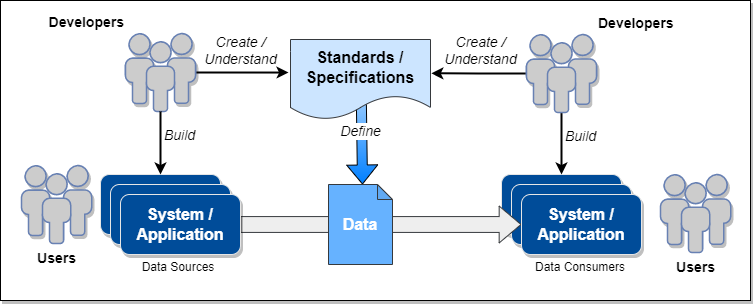 Developers
Developers
Create /
Understand
Standards /
Specifications
Create /
Understand
Build
Define
Build
System /
Application
Data
System /
Application
Users
Data Sources
Data Consumers
Users